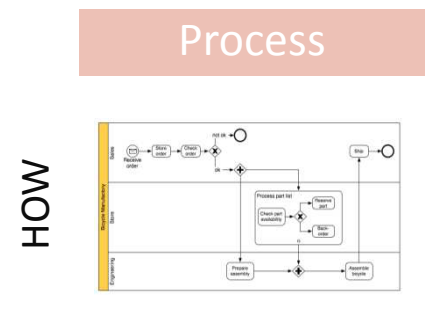 Process
HOW
Bicycle Manufactory
Sales
Receive
order
Store
order
Check
order
not ok
ok
Ship
Store
Process part list
Check part
availability
Reserve
part
Back-
order
Engineering
Prepare
assembly
Assemble
bicycle